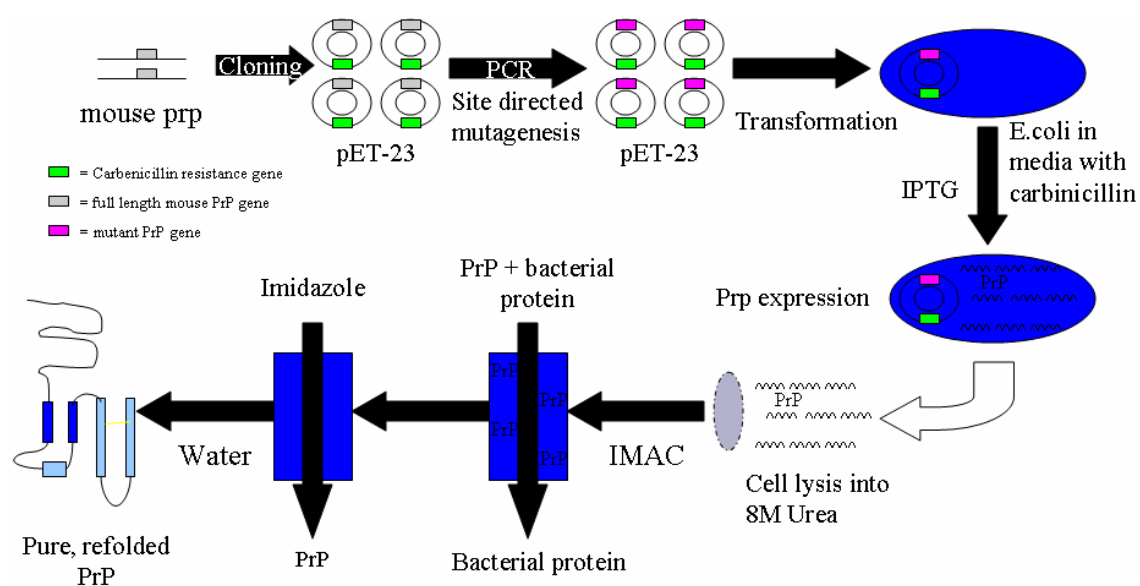 mouse prp
Cloning
pET-23
PCR
Site directed
mutagenesis
pET-23
Transformation
E.coli in
media with
carbinicillin
IPTG
= Carbenicillin resistance gene
= full length mouse PrP gene
= mutant PrP gene
Prp expression
PrP
PrP
Cell lysis into
8M Urea
IMAC
PrP + bacterial
protein
PrP
PrP
PrP
PrP
Bacterial protein
Imidazole
PrP
Water
Pure, refolded
PrP